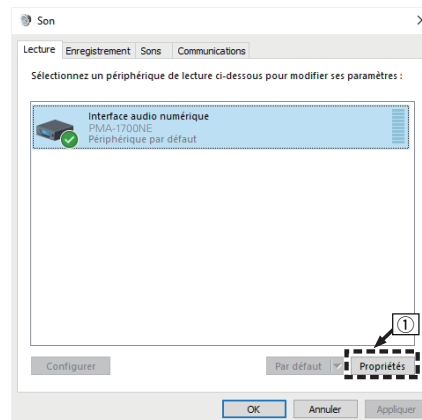 Son
Lecture Enregistrement Sons Communications
Sélectionnez un périphérique de lecture ci-dessous pour modifier ses paramètres :
Interface audio numérique
PMA-1700NE
Périphérique par défaut
①
Configurer Par défaut Propriétés
OK Annuler Appliquer